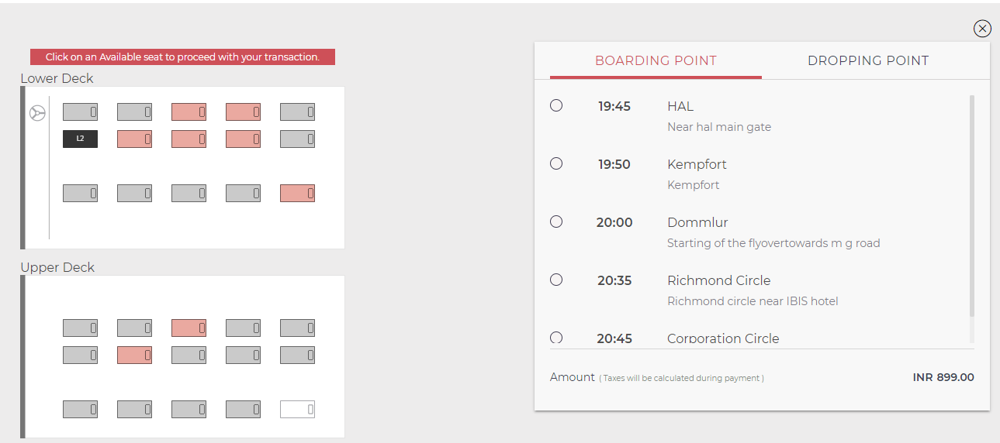 Click on an Available seat to proceed with your transaction.
Lower Deck
L2
Upper Deck
BOARDING POINT
DROPPING POINT
19:45 HAL
Near hal main gate
19:50 Kempfort
Kempfort
20:00 Dommlur
Starting of the flyovertowards m g road
20:35 Richmond Circle
Richmond circle near IBIS hotel
20:45 Corporation Circle
Amount ( Taxes will be calculated during payment ) INR 899.00